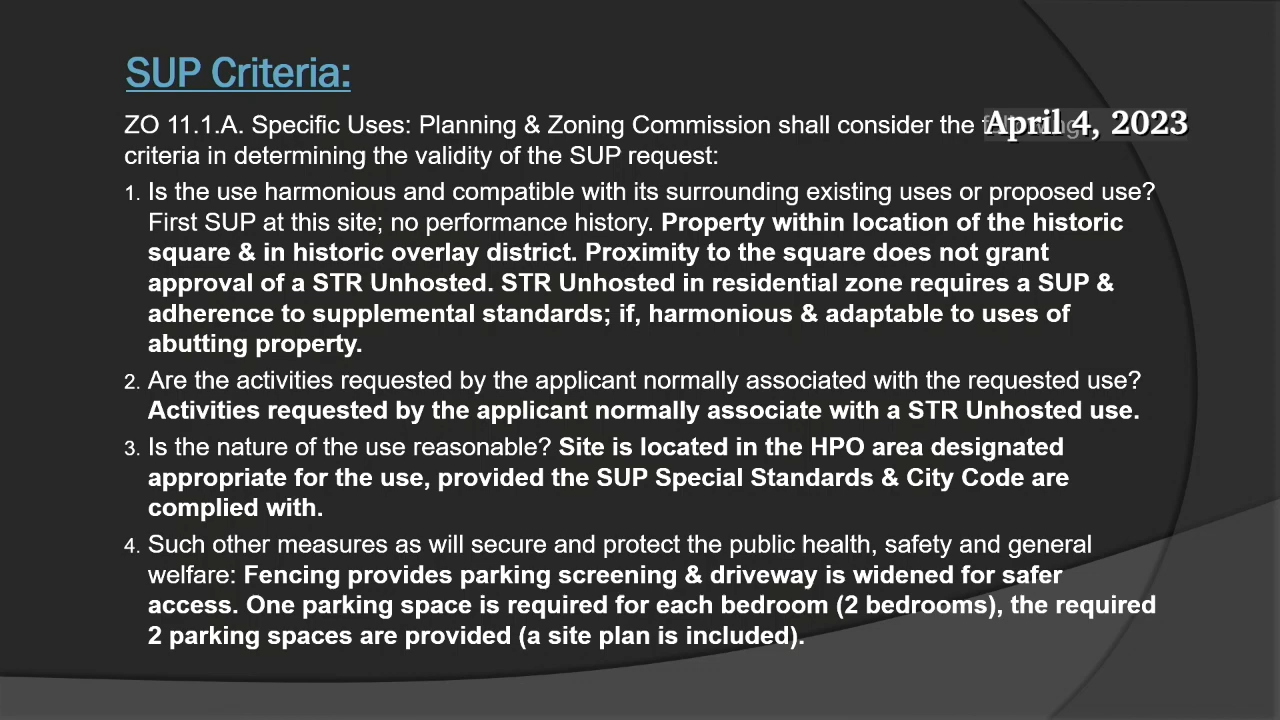 SUP Criteria:
ZO 11.1.A. Specific Uses: Planning & Zoning Commission shall consider the
April 4, 2023
criteria in determining the validity of the SUP request:
1. Is the use harmonious and compatible with its surrounding existing uses or proposed use?
First SUP at this site; no performance history. Property within location of the historic
square & in historic overlay district. Proximity to the square does not grant
approval of a STR Unhosted. STR Unhosted in residential zone requires a SUP &
adherence to supplemental standards; if, harmonious & adaptable to uses of
abutting property.
2. Are the activities requested by the applicant normally associated with the requested use?
Activities requested by the applicant normally associate with a STR Unhosted use.
3. Is the nature of the use reasonable? Site is located in the HPO area designated
appropriate for the use, provided the SUP Special Standards & City Code are
complied with.
4. Such other measures as will secure and protect the public health, safety and general
welfare: Fencing provides parking screening & driveway is widened for safer
access. One parking space is required for each bedroom (2 bedrooms), the required
2 parking spaces are provided (a site plan is included).